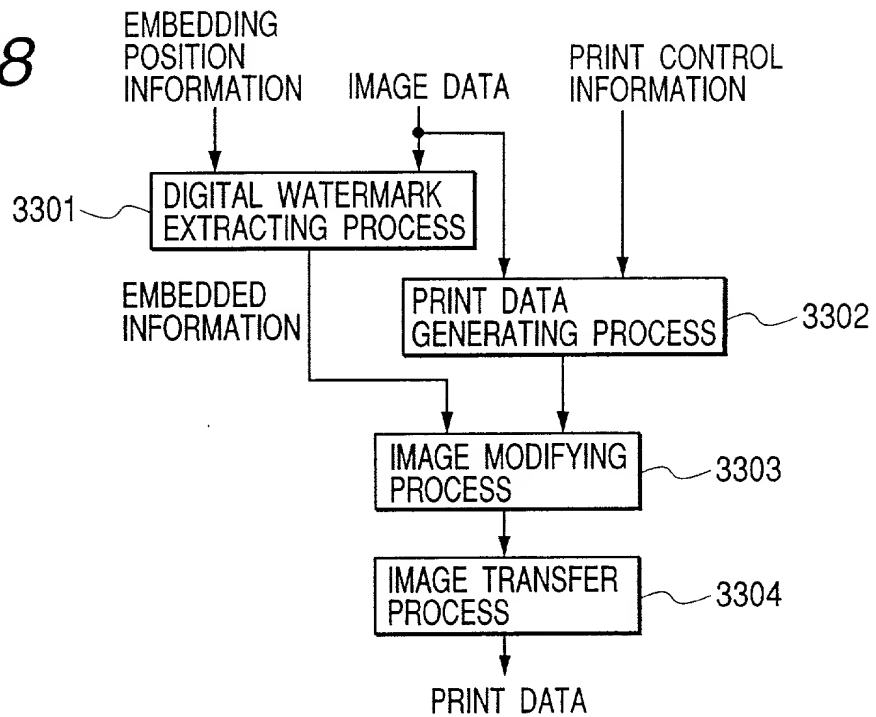 8
EMBEDDING
POSITION
INFORMATION
IMAGE DATA
PRINT CONTROL
INFORMATION
3301
DIGITAL WATERMARK
EXTRACTING PROCESS
EMBEDDED
INFORMATION
PRINT DATA
GENERATING PROCESS
3302
IMAGE MODIFYING
PROCESS
3303
IMAGE TRANSFER
PROCESS
3304
PRINT DATA